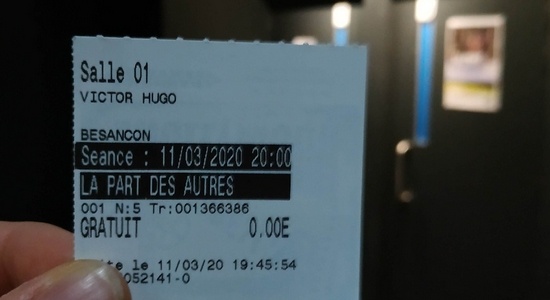 Salle 01
VICTOR HUGO
BESANCON
Seance : 11/03/2020 20:00
LA PART DES AUTRES
001 N:5 Tr:001366386
GRATUIT 0.00E
le 11/03/20 19:45:54
052141-0